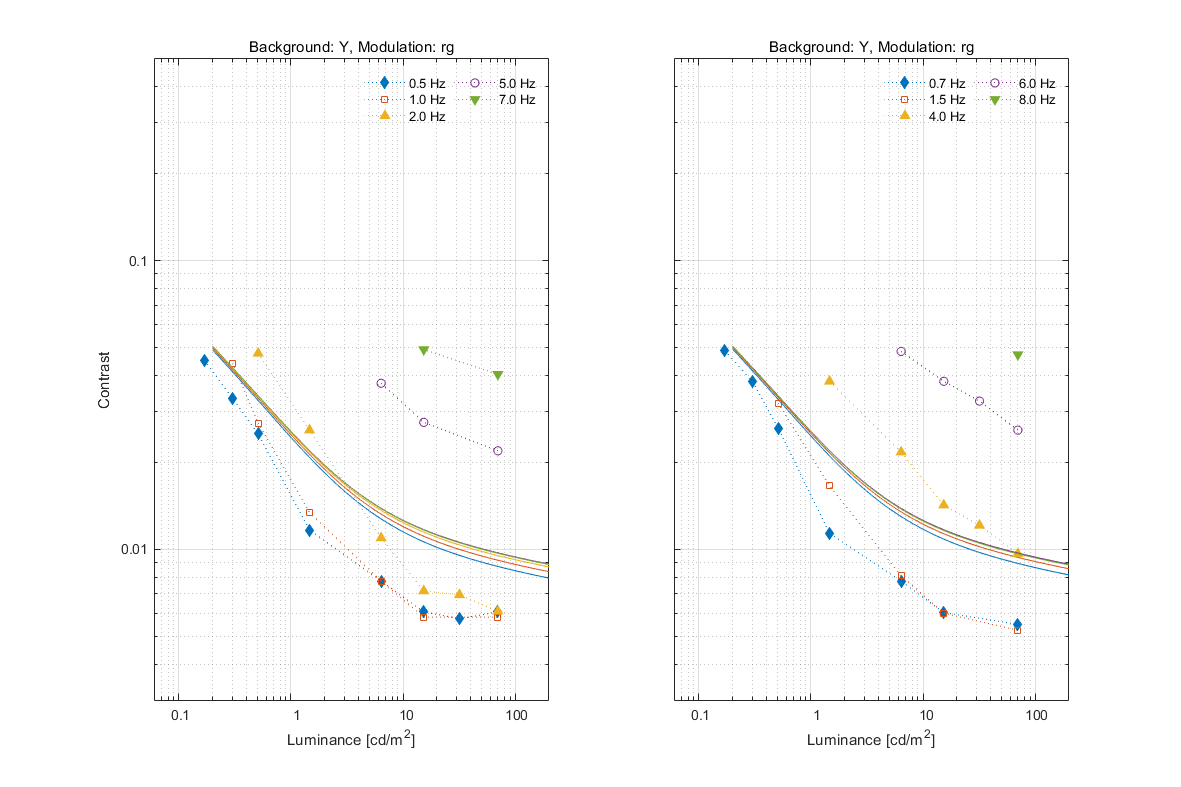 Background: Y, Modulation: rg
0.5 Hz 5.0 Hz
1.0 Hz 7.0 Hz
2.0 Hz
0.1
0.01
Contrast
0.1 1 10 100
Luminance [cd/m²]
Background: Y, Modulation: rg
0.7 Hz 6.0 Hz
1.5 Hz 8.0 Hz
4.0 Hz
0.1 1 10 100
Luminance [cd/m²]